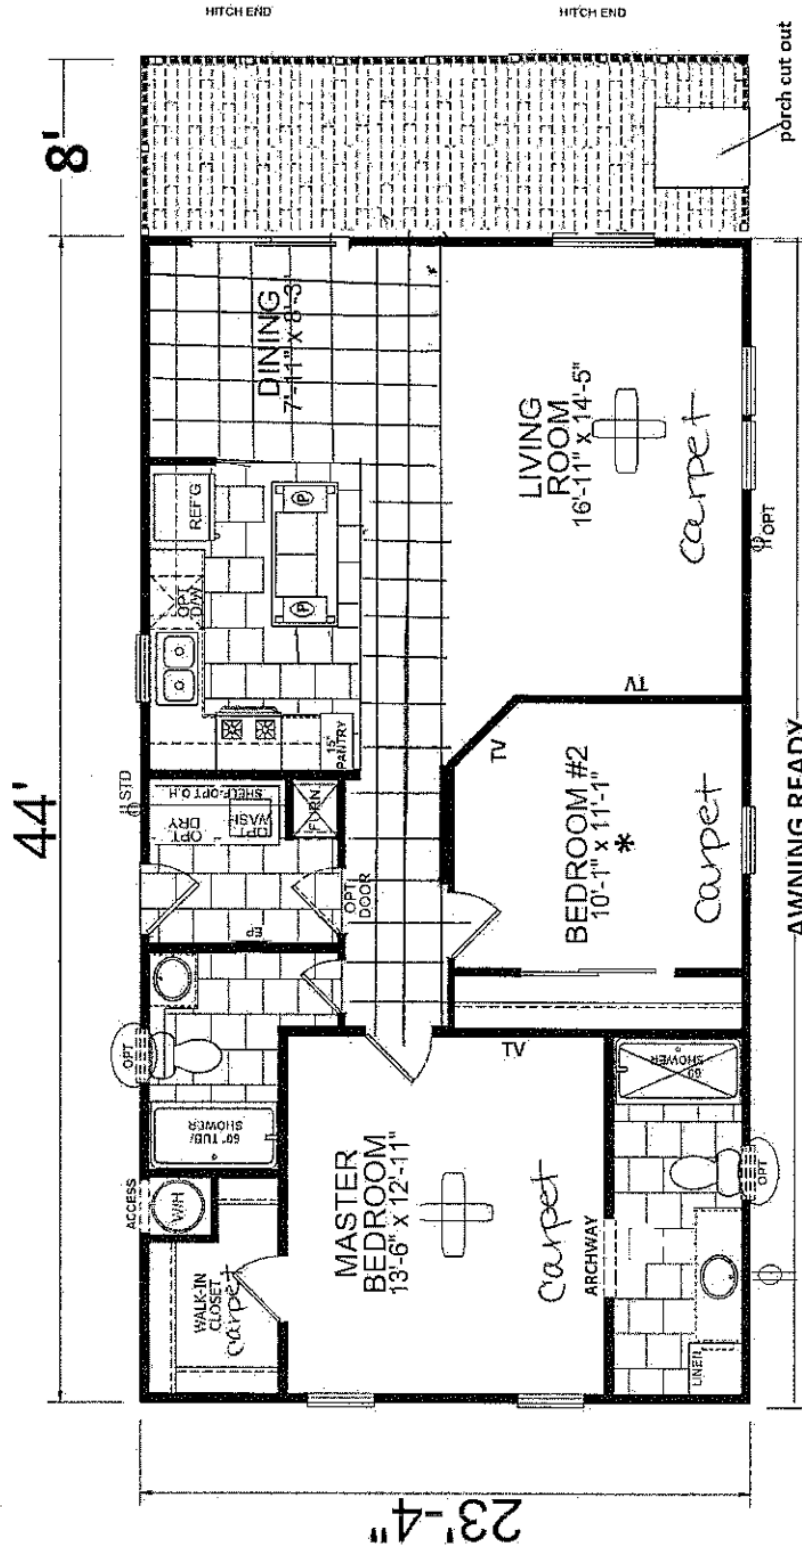 HITCH END
HITCH END
8'
porch cut out
44'
DINING
7'-11" x 8'-3"
REF'G
OPT
D/W
P
P
15"
PANTRY
LIVING
ROOM
16'-11" x 14'-5"
carpet
OPT
TV
TV
STD
SHELF OPT O.H
OPT
DRY
OPT
WASH
FURN
OPT
DOOR
EP
BEDROOM #2
10'-1" x 11'-1"
*
carpet
AWNING READY
OPT
60" TUB/
SHOWER
ACCESS
W/H
WALK-IN
CLOSET
carpet
MASTER
BEDROOM
13'-6" x 12'-11"
TV
carpet
ARCHWAY
60"
SHOWER
OPT
LINEN
23'-4"